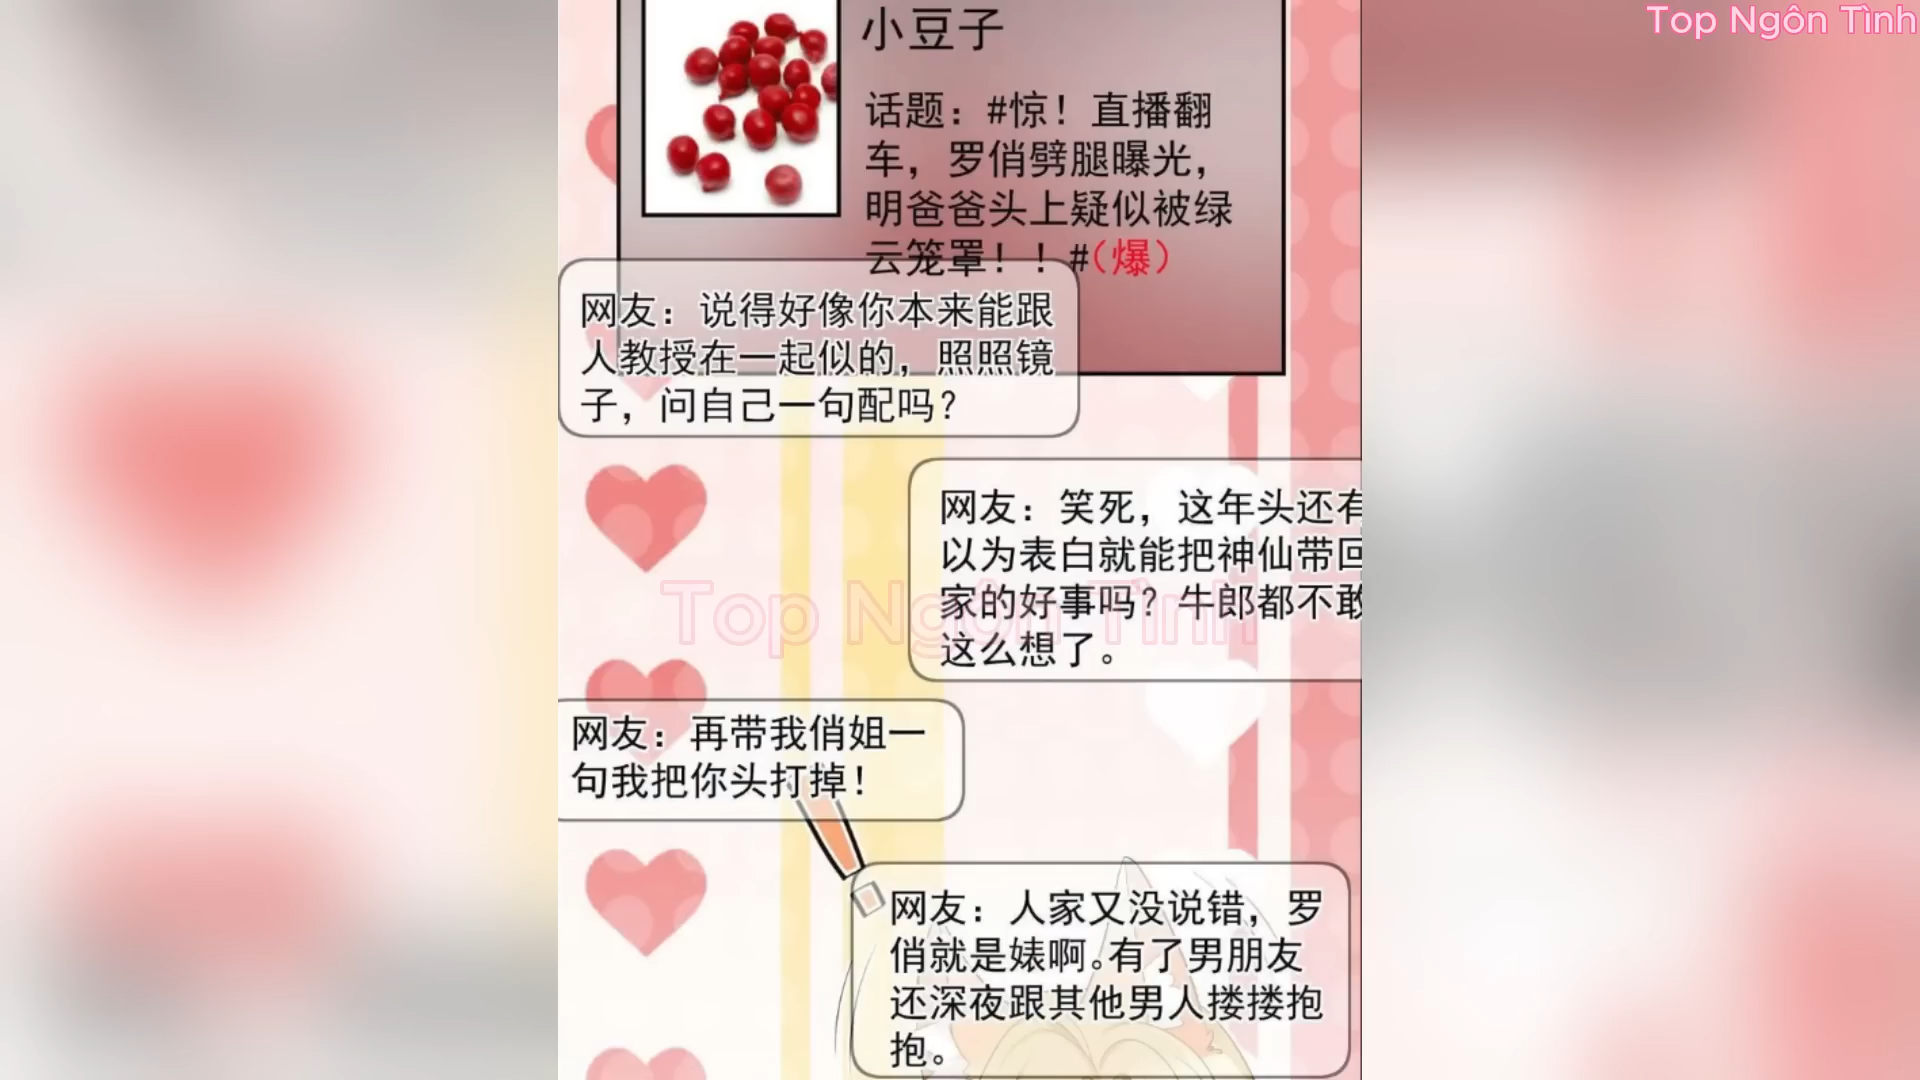 Top Ngôn Tình
小豆子
话题：#惊！直播翻
车，罗俏劈腿曝光，
明爸爸头上疑似被绿
云笼罩！！#（爆）
网友：说得好像你本来能跟
人教授在一起似的，照照镜
子，问自己一句配吗？
网友：笑死，这年头还有
以为表白就能把神仙带回
家的好事吗？牛郎都不敢
这么想了。
Top Ngôn Tình
网友：再带我俏姐一
句我把你头打掉！
网友：人家又没说错，罗
俏就是婊啊。有了男朋友
还深夜跟其他男人搂搂抱
抱。